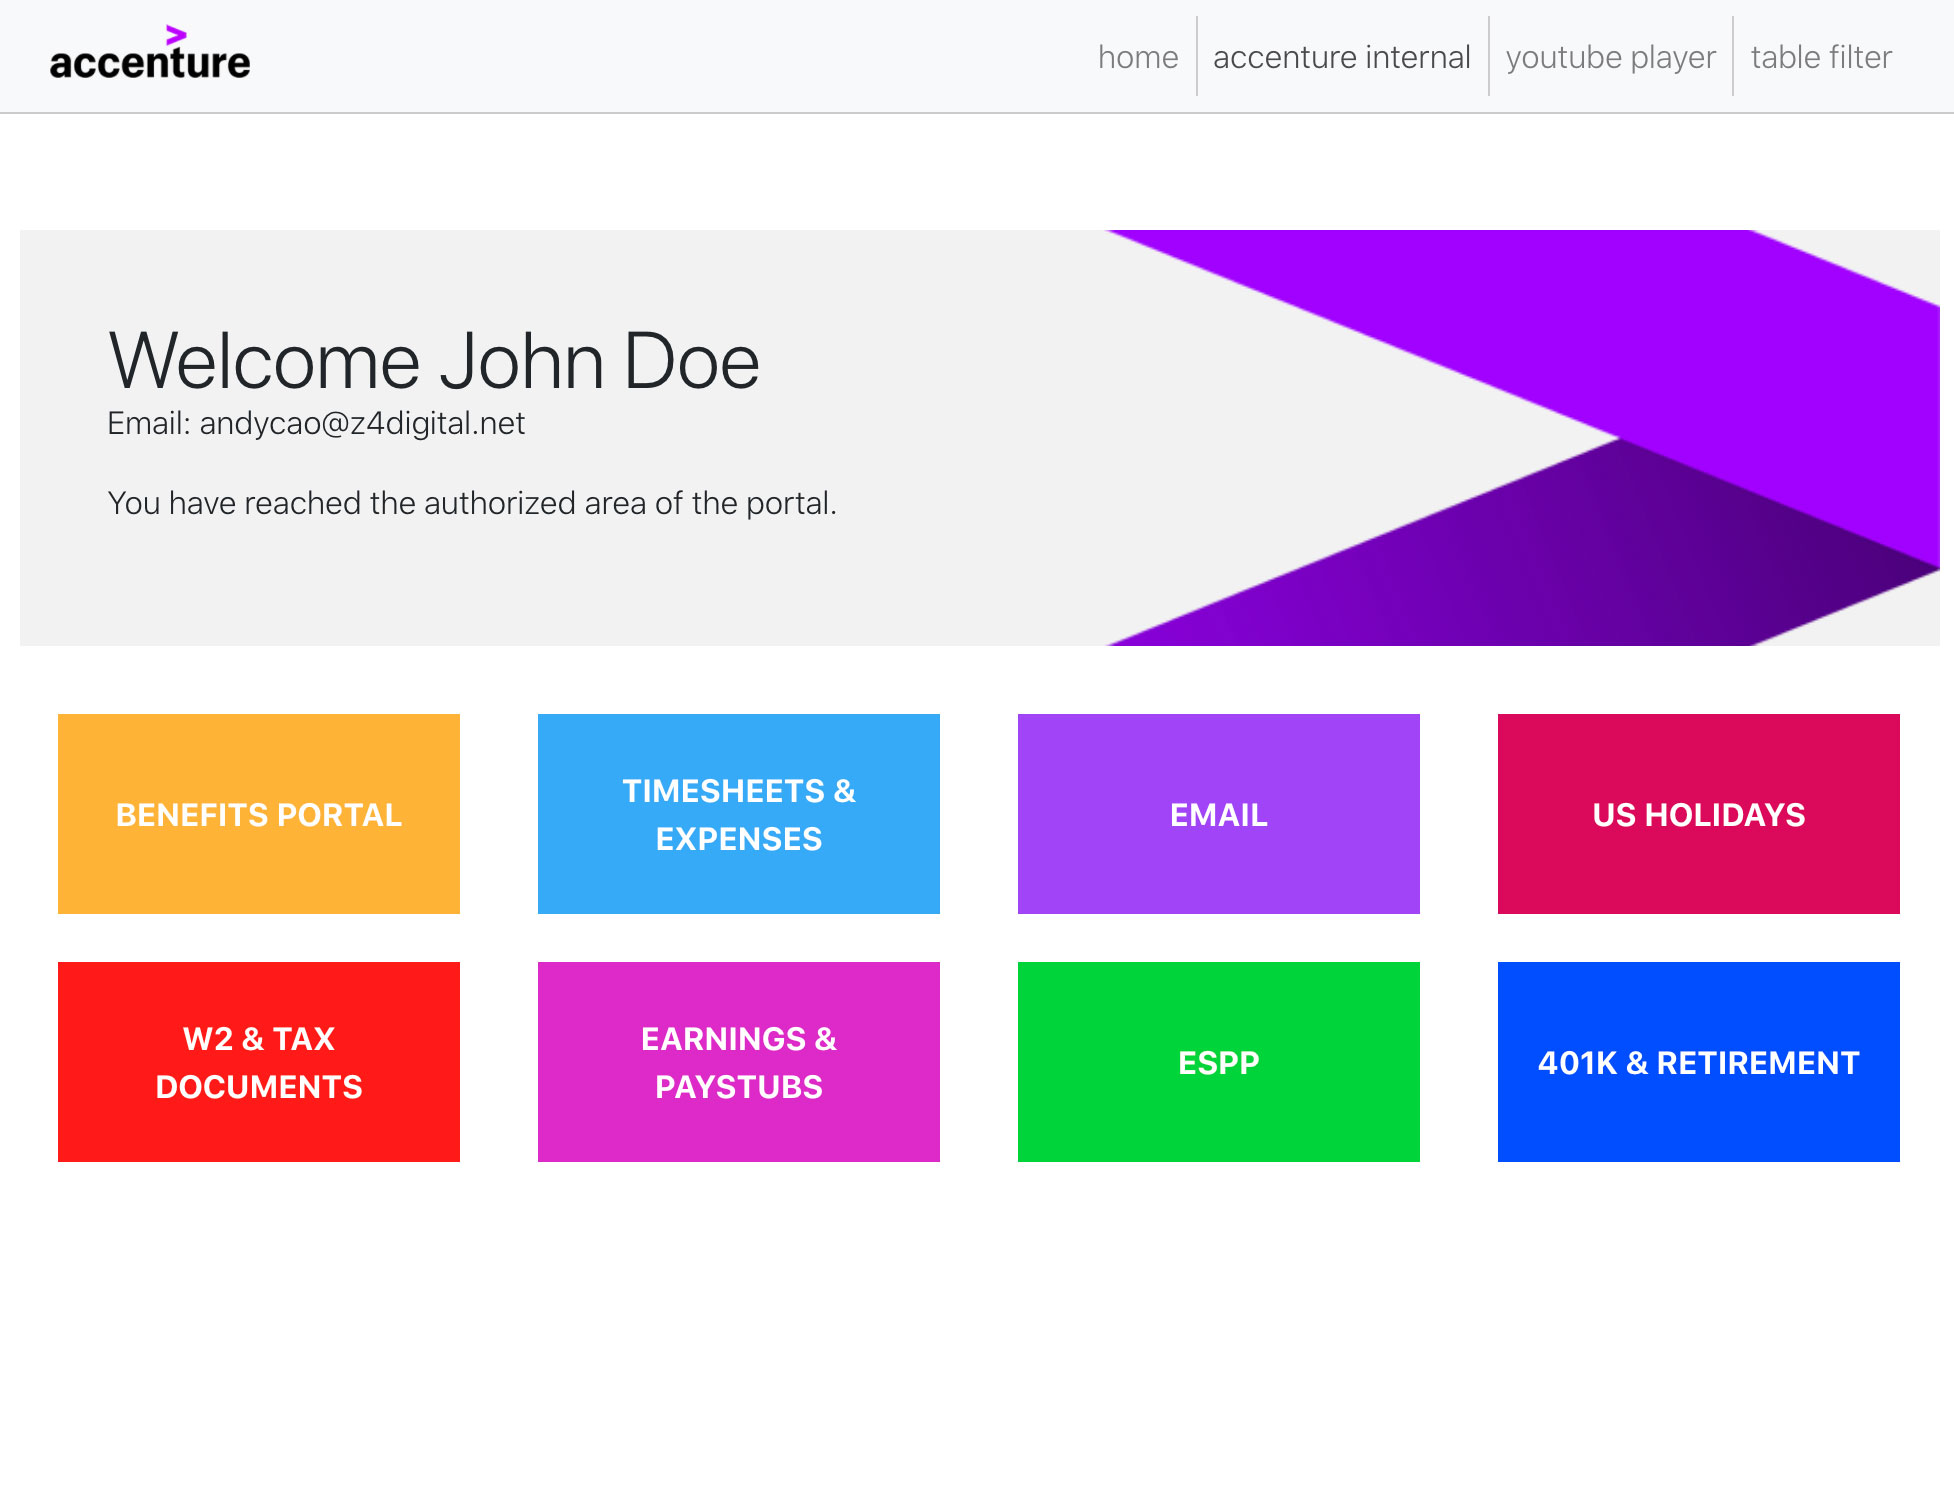 accenture
home
accenture internal
youtube player
table filter
Welcome John Doe
Email: andycao@z4digital.net
You have reached the authorized area of the portal.
BENEFITS PORTAL
TIMESHEETS &
EXPENSES
EMAIL
US HOLIDAYS
W2 & TAX
DOCUMENTS
EARNINGS &
PAYSTUBS
ESPP
401K & RETIREMENT